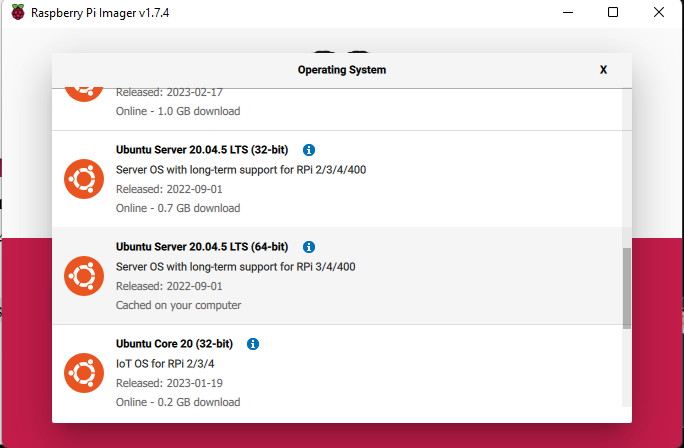 Raspberry Pi Imager v1.7.4
Operating System
X
Released: 2023-02-17
Online - 1.0 GB download
Ubuntu Server 20.04.5 LTS (32-bit)
Server OS with long-term support for RPi 2/3/4/400
Released: 2022-09-01
Online - 0.7 GB download
Ubuntu Server 20.04.5 LTS (64-bit)
Server OS with long-term support for RPi 3/4/400
Released: 2022-09-01
Cached on your computer
Ubuntu Core 20 (32-bit)
IoT OS for RPi 2/3/4
Released: 2023-01-19
Online - 0.2 GB download